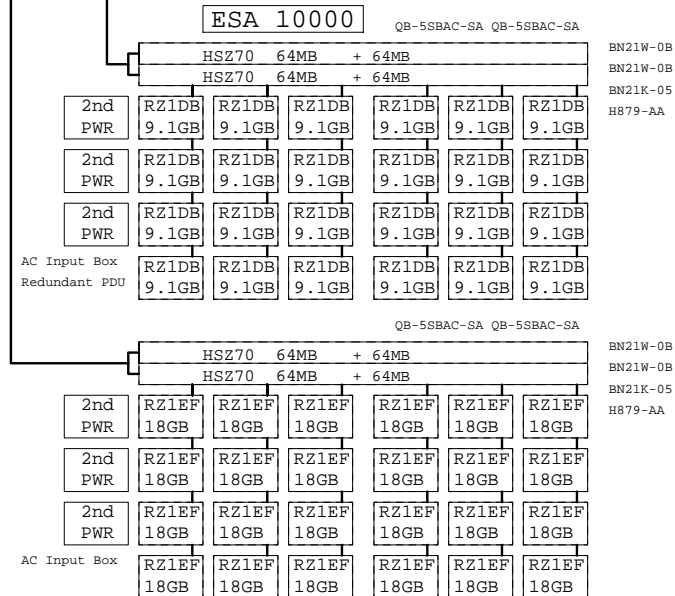 ESA 10000 QB-5SBAC-SA QB-5SBAC-SA
HSZ70 64MB + 64MB BN21W-0B
HSZ70 64MB + 64MB BN21W-0B
BN21K-05
2nd RZ1DB RZ1DB RZ1DB RZ1DB RZ1DB RZ1DB H879-AA
PWR 9.1GB 9.1GB 9.1GB 9.1GB 9.1GB 9.1GB
2nd RZ1DB RZ1DB RZ1DB RZ1DB RZ1DB RZ1DB
PWR 9.1GB 9.1GB 9.1GB 9.1GB 9.1GB 9.1GB
2nd RZ1DB RZ1DB RZ1DB RZ1DB RZ1DB RZ1DB
PWR 9.1GB 9.1GB 9.1GB 9.1GB 9.1GB 9.1GB
AC Input Box RZ1DB RZ1DB RZ1DB RZ1DB RZ1DB RZ1DB
Redundant PDU 9.1GB 9.1GB 9.1GB 9.1GB 9.1GB 9.1GB
QB-5SBAC-SA QB-5SBAC-SA
HSZ70 64MB + 64MB BN21W-0B
HSZ70 64MB + 64MB BN21W-0B
BN21K-05
2nd RZ1EF RZ1EF RZ1EF RZ1EF RZ1EF RZ1EF H879-AA
PWR 18GB 18GB 18GB 18GB 18GB 18GB
2nd RZ1EF RZ1EF RZ1EF RZ1EF RZ1EF RZ1EF
PWR 18GB 18GB 18GB 18GB 18GB 18GB
2nd RZ1EF RZ1EF RZ1EF RZ1EF RZ1EF RZ1EF
PWR 18GB 18GB 18GB 18GB 18GB 18GB
AC Input Box RZ1EF RZ1EF RZ1EF RZ1EF RZ1EF RZ1EF
18GB 18GB 18GB 18GB 18GB 18GB